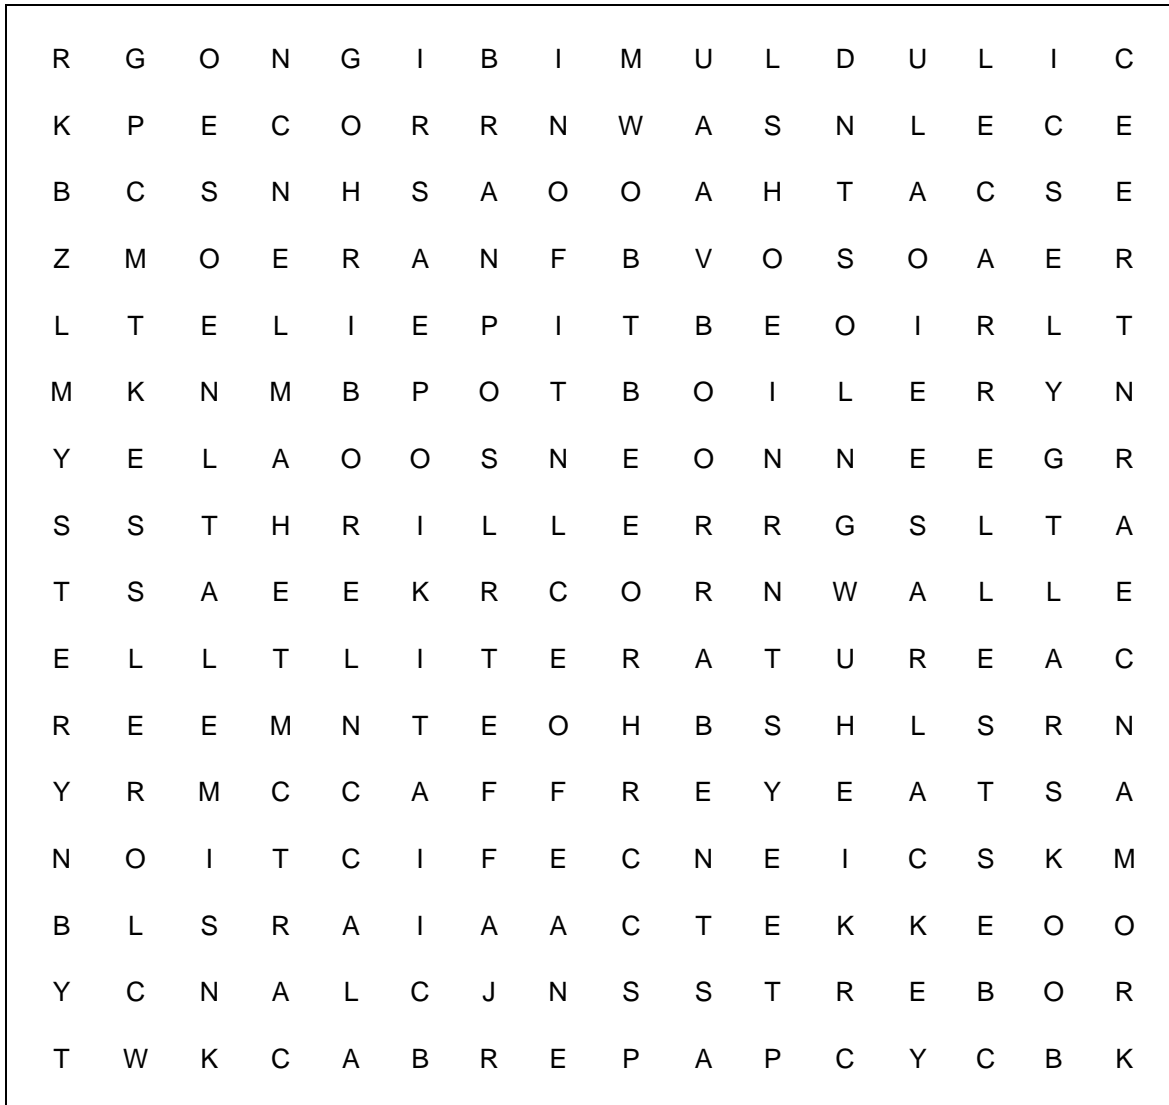 R G O N G I B I M U L D U L I C
K P E C O R R N W A S N L E C E
B C S N H S A O O A H T A C S E
Z M O E R A N F B V O S O A E R
L T E L I E P I T B E O I R L T
M K N M B P O T B O I L E R Y N
Y E L A O O S N E O N N E E G R
S S T H R I L L E R R G S L T A
T S A E E K R C O R N W A L L E
E L L T L I T E R A T U R E A C
R E E M N T E O H B S H L S R N
Y R M C C A F F R E Y E A T S A
N O I T C I F E C N E I C S K M
B L S R A I A A C T E K K E O O
Y C N A L C J N S S T R E B O R
T W K C A B R E P A P C Y C B K